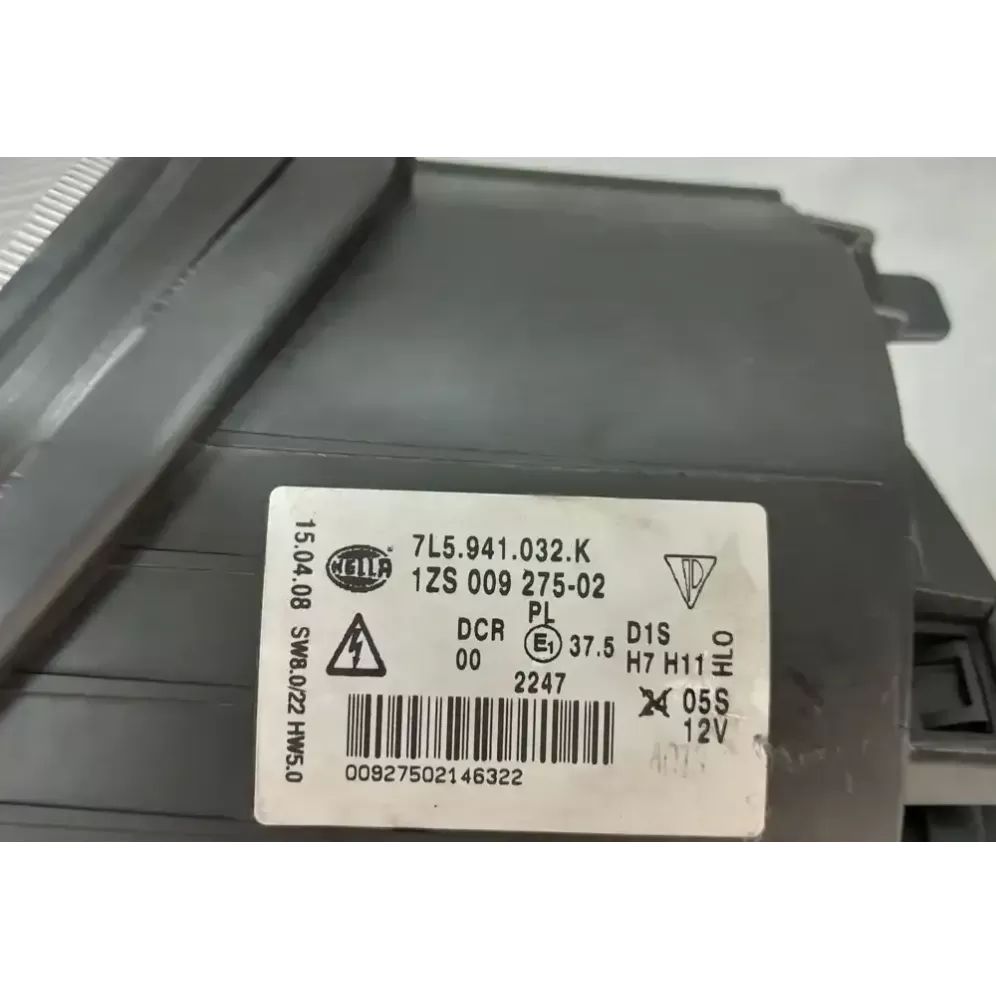 7L5.941.032.K
1ZS 009 275-02
HELLA
PL
DCR E1 37.5 D1S
00 H7 H11 HLO
2247
05S
12V
00927502146322
15.04.08 SW8.0/22 HW5.0